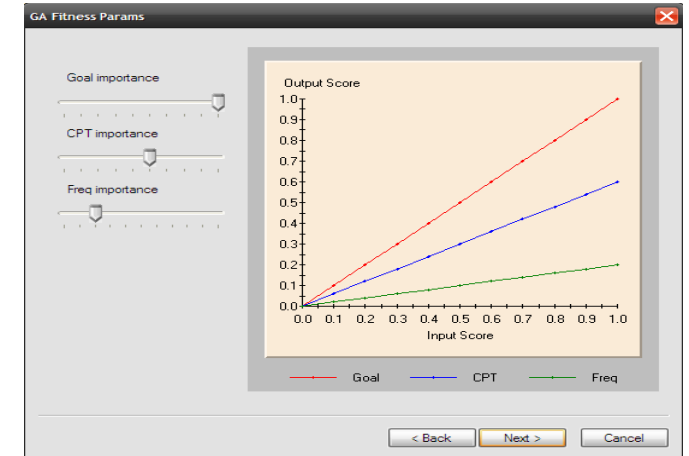 GA Fitness Params
Goal importance
CPT importance
Freq importance
Output Score
1.0
0.9
0.8
0.7
0.6
0.5
0.4
0.3
0.2
0.1
0.0
0.0 0.1 0.2 0.3 0.4 0.5 0.6 0.7 0.8 0.9 1.0
Input Score
Goal CPT Freq
< Back Next > Cancel